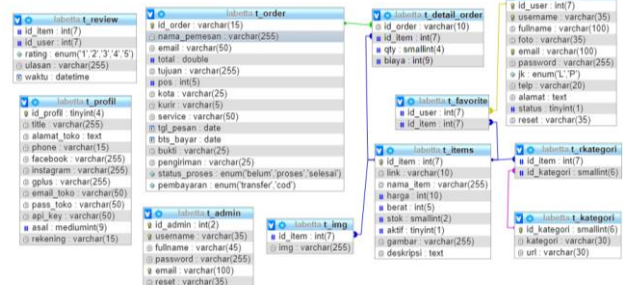 labetta t_review
id_item : int(7)
id_user : int(7)
rating : enum('1','2','3','4','5')
ulasan : varchar(255)
waktu : datetime
labetta t_profil
id_profil : tinyint(4)
title : varchar(255)
alamat_toko : text
phone : varchar(15)
facebook : varchar(255)
instagram : varchar(255)
gplus : varchar(255)
email_toko : varchar(50)
pass_toko : varchar(50)
api_key : varchar(50)
asal : mediumint(9)
rekening : varchar(15)
labetta t_order
id_order : varchar(15)
nama_pemesan : varchar(255)
email : varchar(50)
total : double
tujuan : varchar(255)
pos : int(5)
kota : varchar(25)
kurir : varchar(5)
service : varchar(50)
tgl_pesan : date
bts_bayar : date
bukti : varchar(25)
pengiriman : varchar(25)
status_proses : enum('belum','proses','selesai')
pembayaran : enum('transfer','cod')
labetta t_admin
id_admin : int(2)
username : varchar(35)
fullname : varchar(45)
password : varchar(255)
email : varchar(100)
reset : varchar(35)
labetta t_img
id_item : int(7)
img : varchar(255)
labetta t_detail_order
id_order : varchar(10)
id_item : int(7)
qty : smallint(4)
biaya : int(9)
labetta t_favorite
id_user : int(7)
id_item : int(7)
labetta t_items
id_item : int(7)
link : varchar(10)
nama_item : varchar(255)
harga : int(10)
berat : int(5)
stok : smallint(2)
aktif : tinyint(1)
gambar : varchar(255)
deskripsi : text
id_user : int(7)
username : varchar(35)
fullname : varchar(100)
foto : varchar(35)
email : varchar(100)
password : varchar(255)
jk : enum('L','P')
telp : varchar(20)
alamat : text
status : tinyint(1)
reset : varchar(35)
labetta t_rkategori
id_item : int(7)
id_kategori : smallint(6)
labetta t_kategori
id_kategori : smallint(6)
kategori : varchar(30)
url : varchar(30)